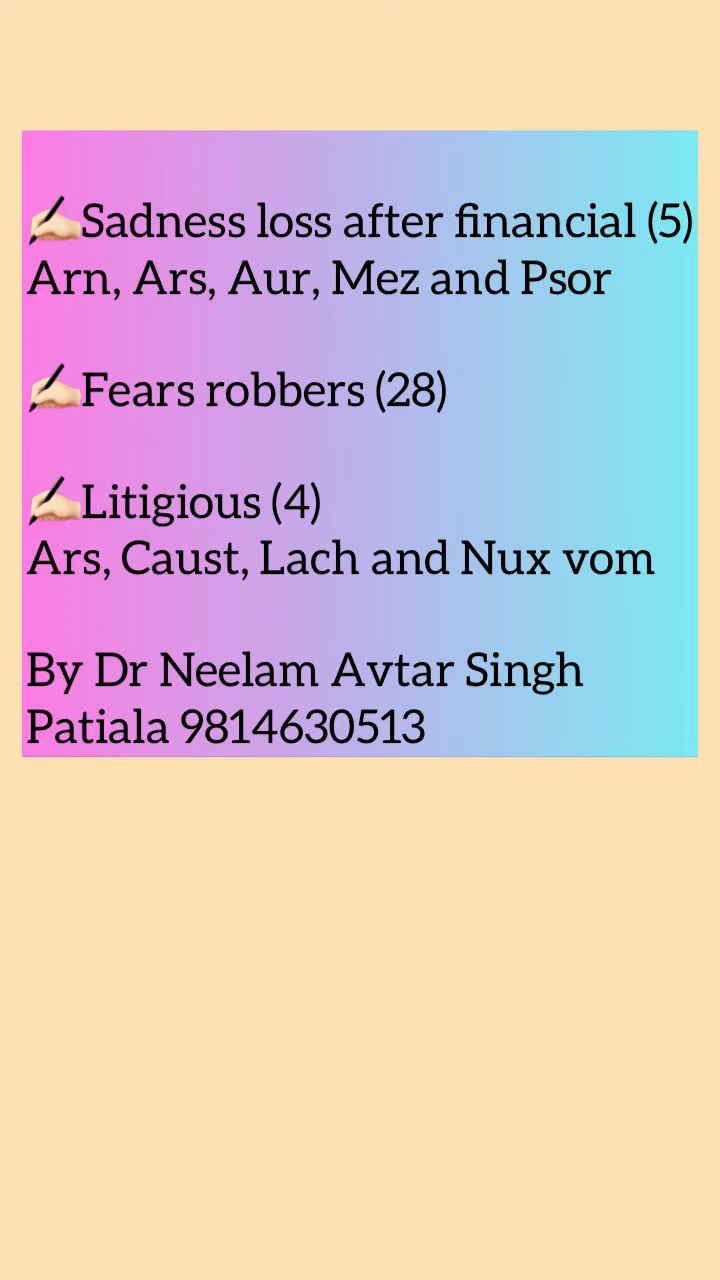 ✍🏻Sadness loss after financial (5)
Arn, Ars, Aur, Mez and Psor
✍🏻Fears robbers (28)
✍🏻Litigious (4)
Ars, Caust, Lach and Nux vom
By Dr Neelam Avtar Singh
Patiala 9814630513